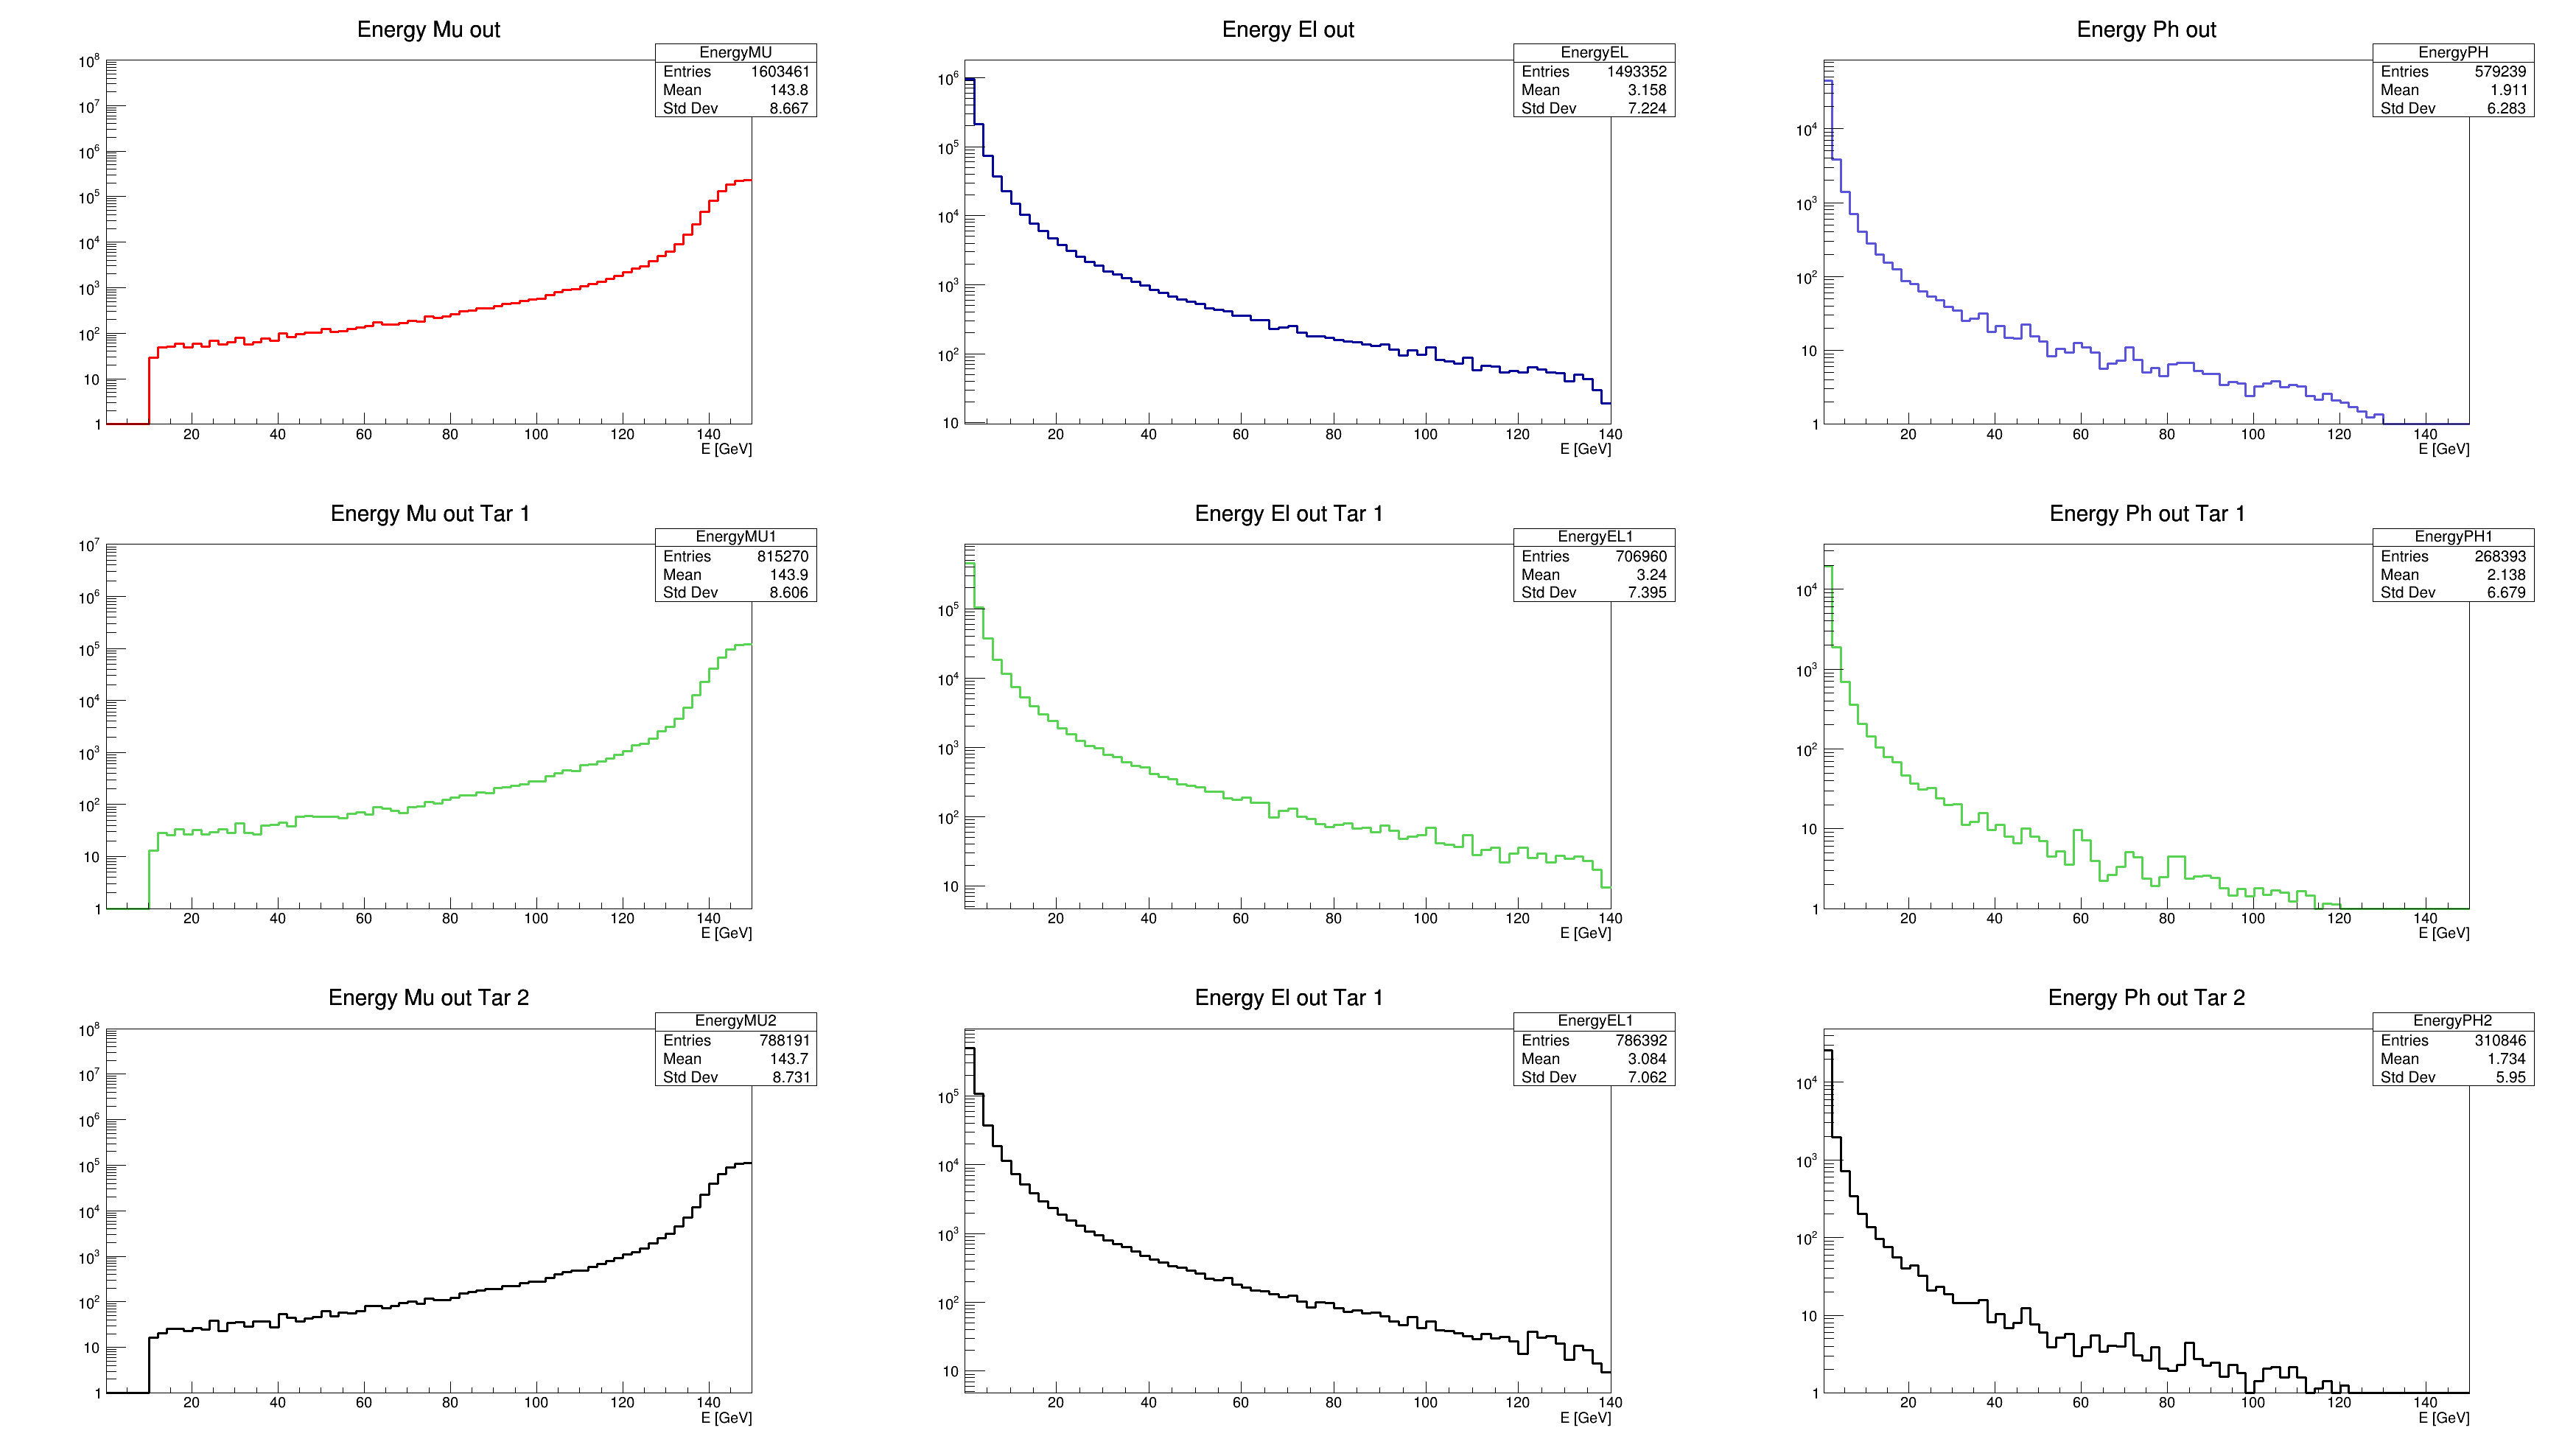 Energy Mu out
EnergyMU
Entries 1603461
Mean 143.8
Std Dev 8.667
10^8
10^7
10^6
10^5
10^4
10^3
10^2
10
1
20 40 60 80 100 120 140
E [GeV]
Energy El out
EnergyEL
Entries 1493352
Mean 3.158
Std Dev 7.224
10^6
10^5
10^4
10^3
10^2
10
20 40 60 80 100 120 140
E [GeV]
Energy Ph out
EnergyPH
Entries 579239
Mean 1.911
Std Dev 6.283
10^4
10^3
10^2
10
1
20 40 60 80 100 120 140
E [GeV]
Energy Mu out Tar 1
EnergyMU1
Entries 815270
Mean 143.9
Std Dev 8.606
10^7
10^6
10^5
10^4
10^3
10^2
10
1
20 40 60 80 100 120 140
E [GeV]
Energy El out Tar 1
EnergyEL1
Entries 706960
Mean 3.24
Std Dev 7.395
10^5
10^4
10^3
10^2
10
20 40 60 80 100 120 140
E [GeV]
Energy Ph out Tar 1
EnergyPH1
Entries 268393
Mean 2.138
Std Dev 6.679
10^4
10^3
10^2
10
1
20 40 60 80 100 120 140
E [GeV]
Energy Mu out Tar 2
EnergyMU2
Entries 788191
Mean 143.7
Std Dev 8.731
10^8
10^7
10^6
10^5
10^4
10^3
10^2
10
1
20 40 60 80 100 120 140
E [GeV]
Energy El out Tar 1
EnergyEL1
Entries 786392
Mean 3.084
Std Dev 7.062
10^5
10^4
10^3
10^2
10
20 40 60 80 100 120 140
E [GeV]
Energy Ph out Tar 2
EnergyPH2
Entries 310846
Mean 1.734
Std Dev 5.95
10^4
10^3
10^2
10
1
20 40 60 80 100 120 140
E [GeV]